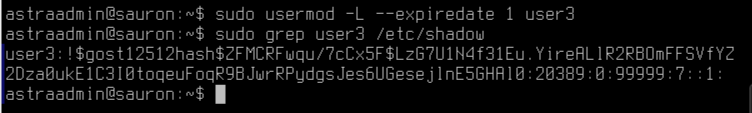 astraadmin@sauron:~$ sudo usermod -L --expiredate 1 user3
astraadmin@sauron:~$ sudo grep user3 /etc/shadow
user3:!$gost12512hash$ZFMCRFwqu/7cCx5F$LzG7U1N4f31Eu.YireALlR2RBOmFFSVfYZ
2Dza0ukE1C3I0toqeuFoqR9BJwrRPydgsJes6UGesejlnE5GHAl0:20389:0:99999:7::1:
astraadmin@sauron:~$